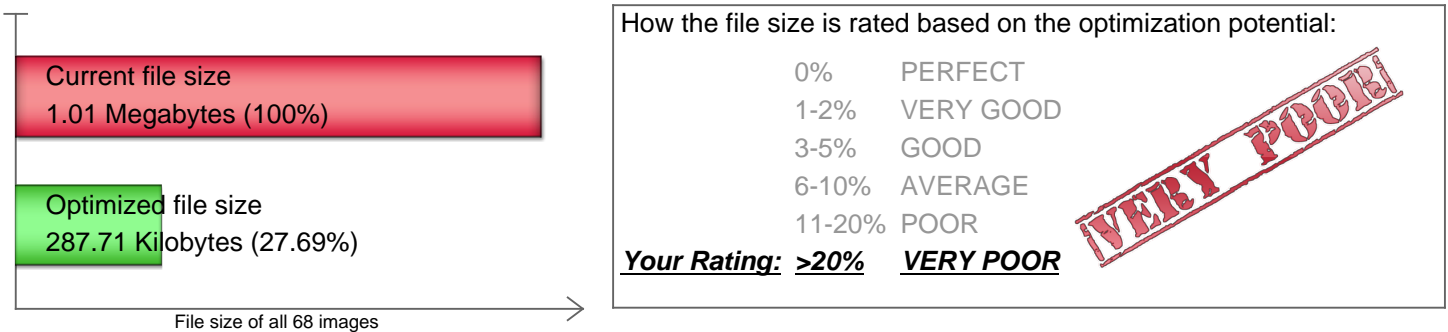 Current file size
1.01 Megabytes (100%)
Optimized file size
287.71 Kilobytes (27.69%)
File size of all 68 images
How the file size is rated based on the optimization potential:
0% PERFECT
1-2% VERY GOOD
3-5% GOOD
6-10% AVERAGE
11-20% POOR
Your Rating: >20% VERY POOR
VERY POOR